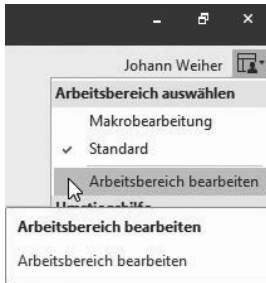 Johann Weiher
Arbeitsbereich auswählen
Makrobearbeitung
Standard
Arbeitsbereich bearbeiten
Arbeitsbereich bearbeiten
Arbeitsbereich bearbeiten